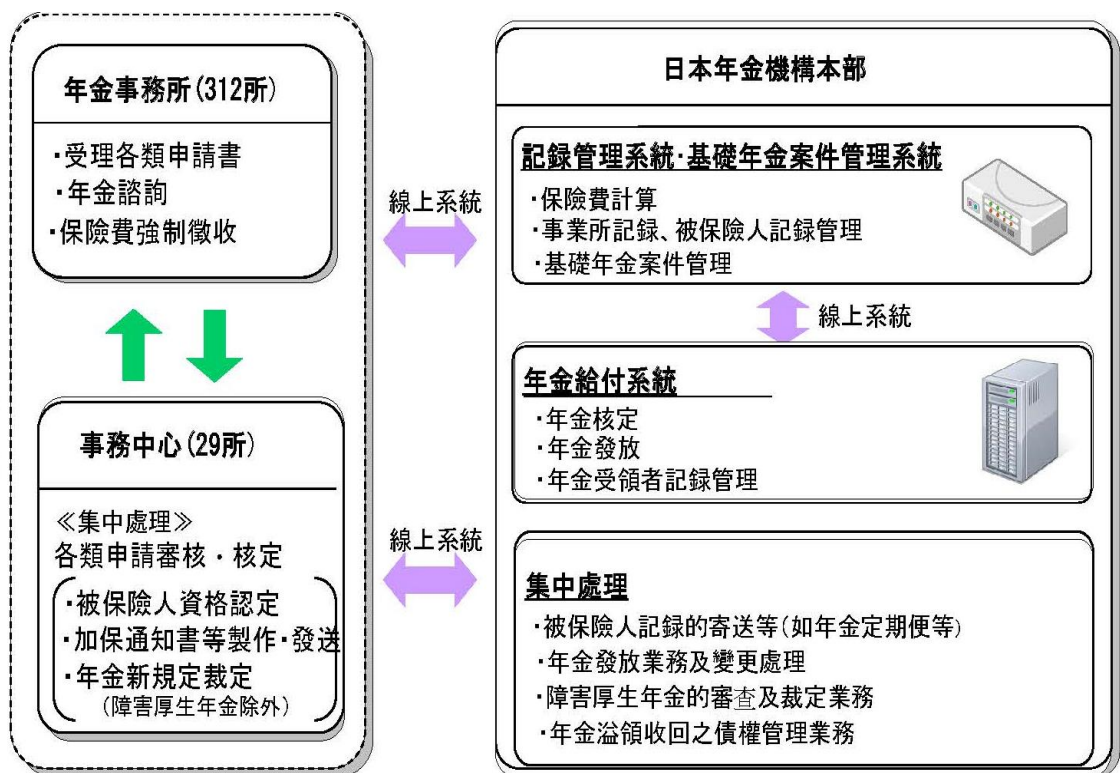 年金事務所(312所)
·受理各類申請書
·年金諮詢
·保險費強制徵收
事務中心(29所)
≪集中處理≫
各類申請審核·核定
·被保險人資格認定
·加保通知書等製作·發送
·年金新規定裁定
(障害厚生年金除外)
線上系統
線上系統
日本年金機構本部
記録管理系統·基礎年金案件管理系統
·保險費計算
·事業所記録、被保險人記録管理
·基礎年金案件管理
線上系統
年金給付系統
·年金核定
·年金發放
·年金受領者記録管理
集中處理
·被保險人記録的寄送等(如年金定期便等)
·年金發放業務及變更處理
·障害厚生年金的審查及裁定業務
·年金溢領收回之債權管理業務